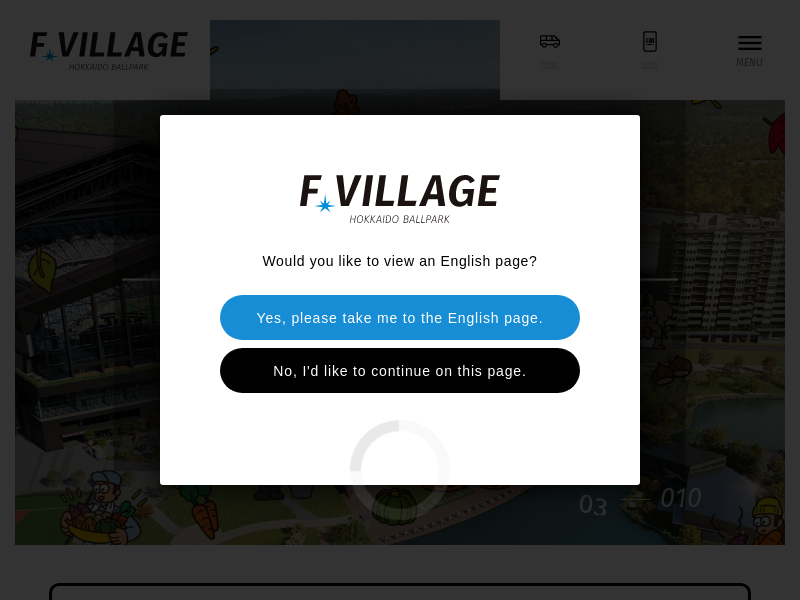 F VILLAGE
HOKKAIDO BALLPARK
MENU
F VILLAGE
HOKKAIDO BALLPARK
Would you like to view an English page?
Yes, please take me to the English page.
No, I'd like to continue on this page.
03 — 010